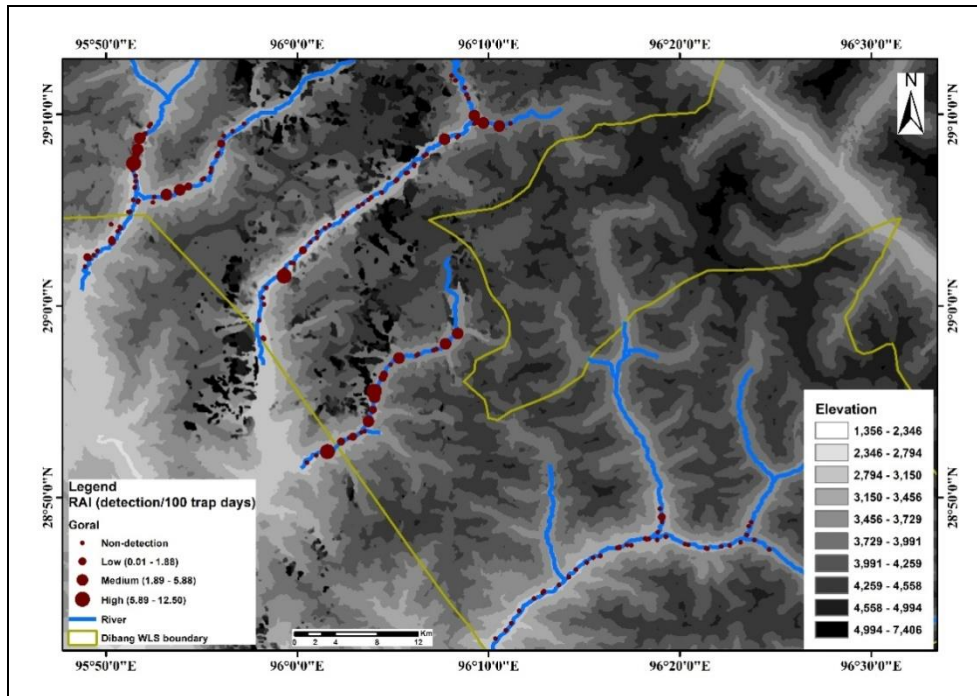 95°50'0"E 96°0'0"E 96°10'0"E 96°20'0"E 96°30'0"E
N
29°10'0"N 29°10'0"N
29°0'0"N 29°0'0"N
28°50'0"N 28°50'0"N
Elevation
1,356 - 2,346
2,346 - 2,794
2,794 - 3,150
3,150 - 3,456
3,456 - 3,729
3,729 - 3,991
3,991 - 4,259
4,259 - 4,558
4,558 - 4,994
4,994 - 7,406
Legend
RAI (detection/100 trap days)
Goral
Non-detection
Low (0.01 - 1.88)
Medium (1.89 - 5.88)
High (5.89 - 12.50)
River
Dibang WLS boundary
Km
0 2 4 8 12
95°50'0"E 96°0'0"E 96°10'0"E 96°20'0"E 96°30'0"E